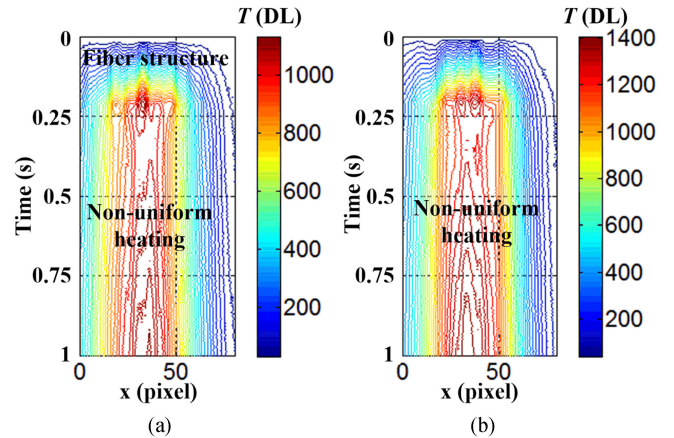 T (DL)
0
Fiber structure
0.25
0.5
0.75
1
Time (s)
Non-uniform
heating
0
50
x (pixel)
1000
800
600
400
200
(a)
T (DL)
0
0.25
0.5
0.75
1
Time (s)
Non-uniform
heating
0
50
x (pixel)
1400
1200
1000
800
600
400
200
(b)